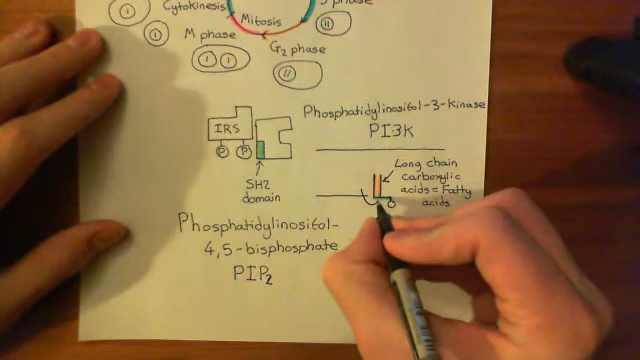 Cytokinesis
S phase
Mitosis
M phase
G2 phase
Phosphatidylinositol-3-kinase
PI3K
IRS
P P
SH2
domain
Long chain
carboxylic
acids = Fatty
acids
Phosphatidylinositol-
4,5-bisphosphate
PIP2